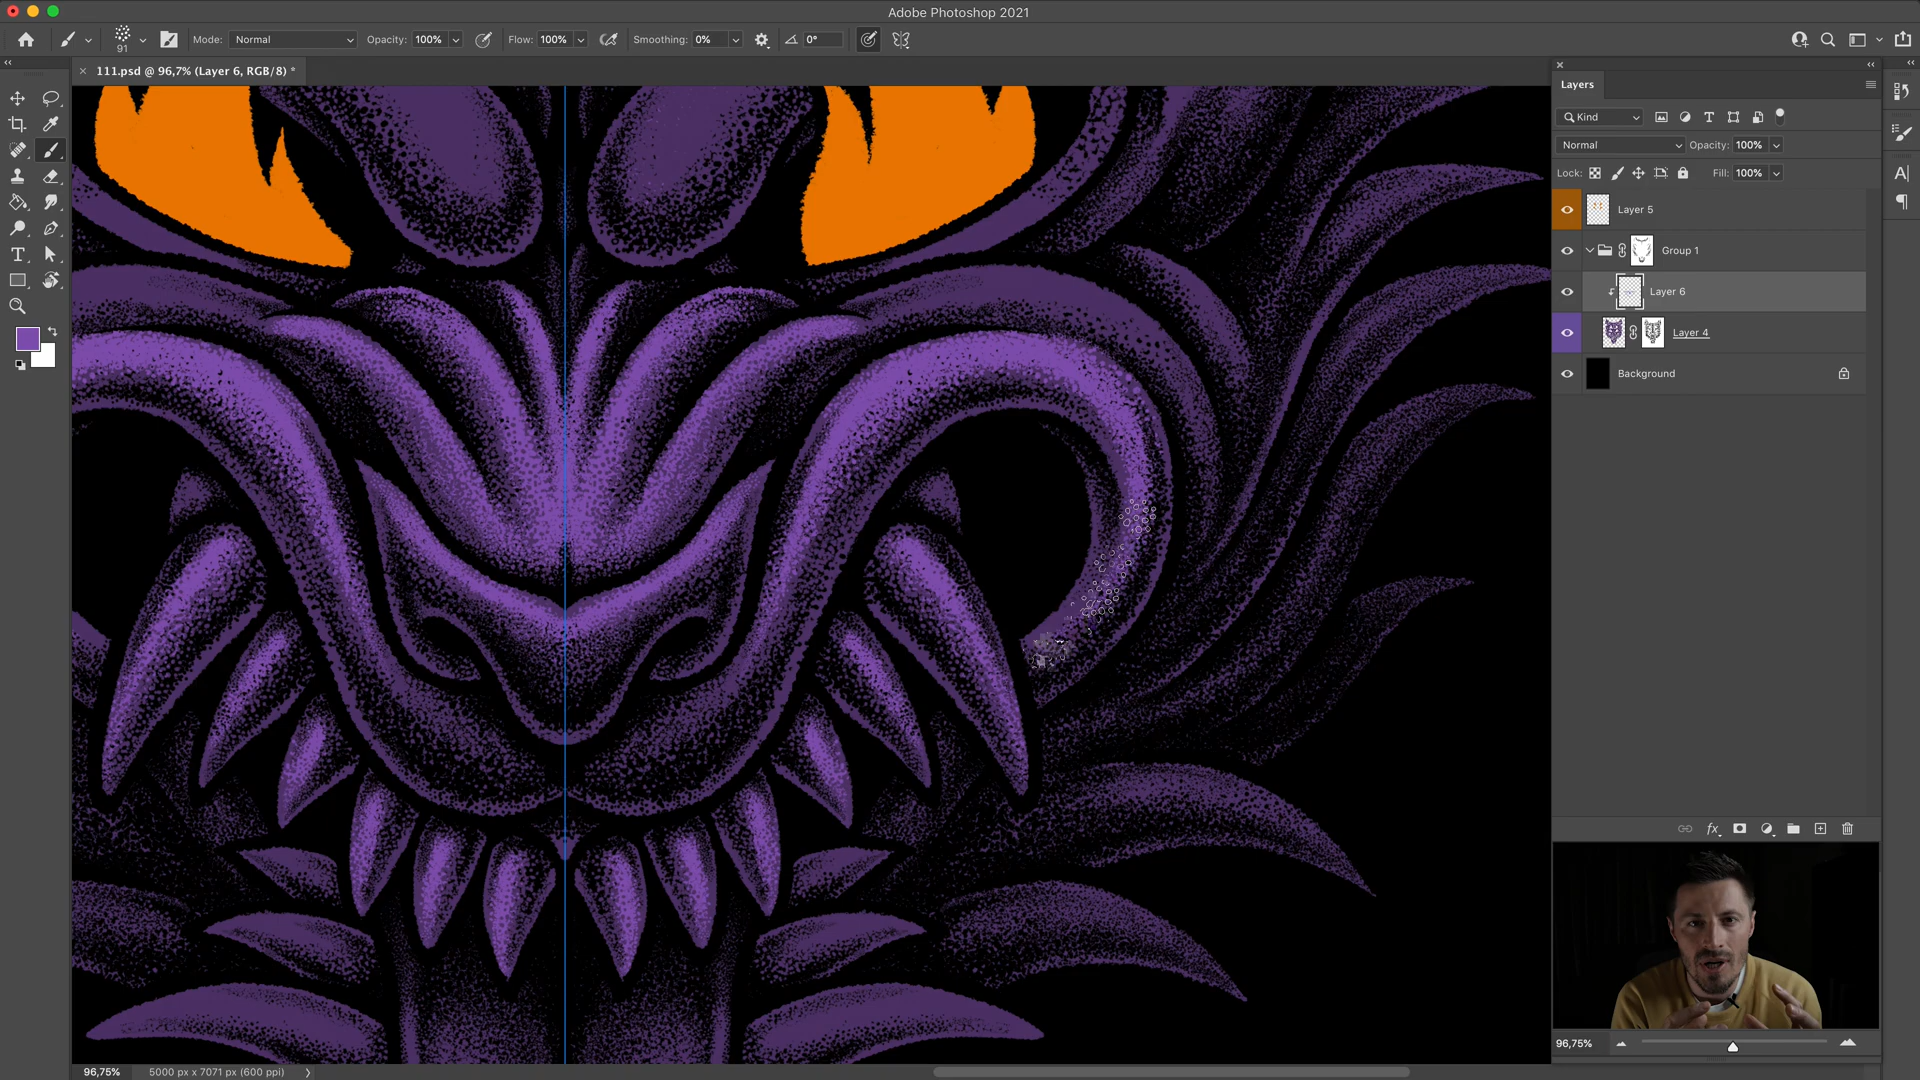 Adobe Photoshop 2021
91
Mode: Normal
Opacity: 100%
Flow: 100%
Smoothing: 0%
0°
111.psd @ 96,7% (Layer 6, RGB/8) *
Layers
Kind
Normal
Opacity: 100%
Lock:
Fill: 100%
Layer 5
Group 1
Layer 6
Layer 4
Background
fx
96,75%
96,75%
5000 px x 7071 px (600 ppi)